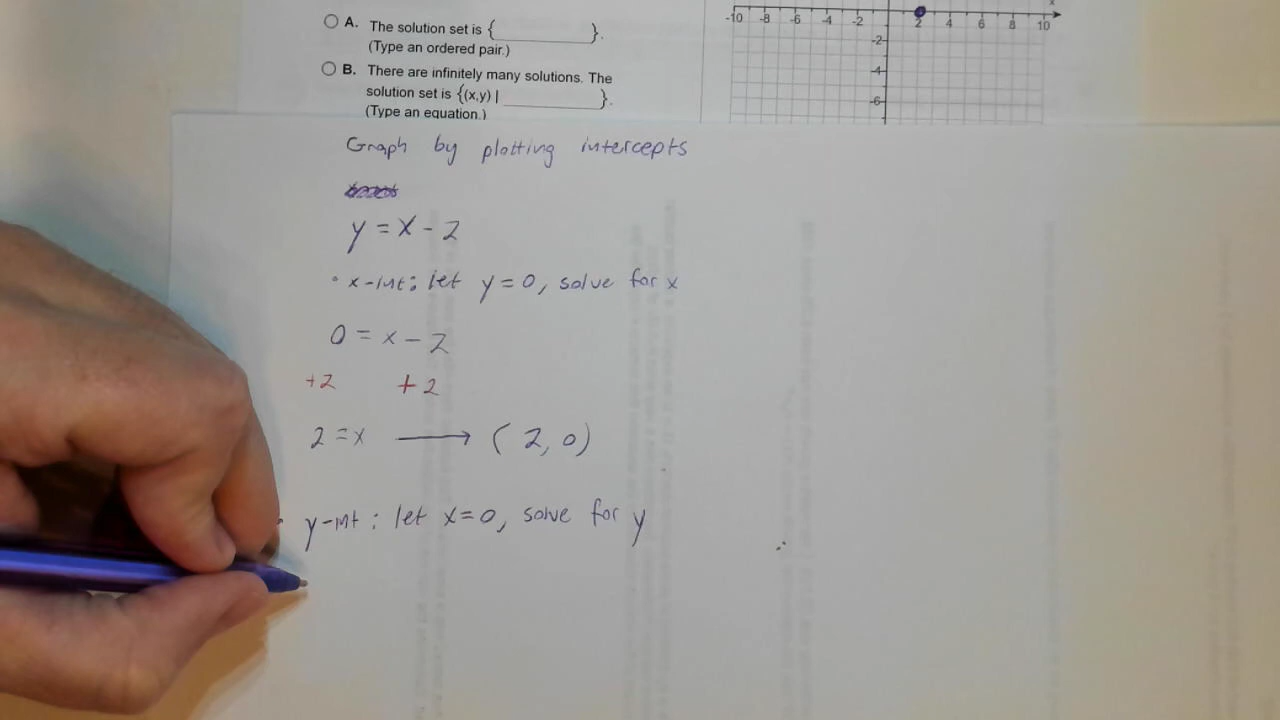 A. The solution set is { }.
(Type an ordered pair.)
B. There are infinitely many solutions. The
solution set is {(x,y) | }.
(Type an equation.)
x
-10 -8 -6 -4 -2 2 4 6 8 10
-2
-4
-6
Graph by plotting intercepts
y = x - 2
• x-int: let y = 0, solve for x
0 = x - 2
+2 +2
2 = x → (2, 0)
• y-int: let x = 0, solve for y